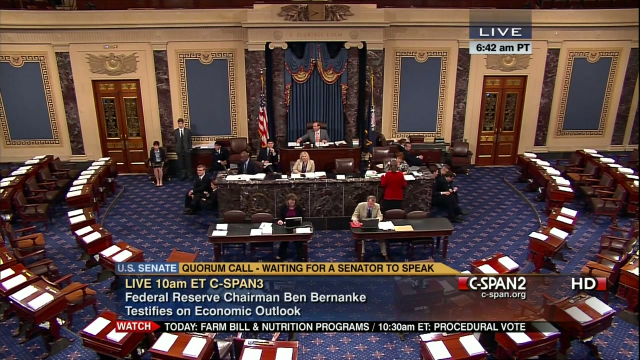 LIVE
6:42 am PT
U.S. SENATE QUORUM CALL - WAITING FOR A SENATOR TO SPEAK
LIVE 10am ET C-SPAN3
Federal Reserve Chairman Ben Bernanke
Testifies on Economic Outlook
C-SPAN2
c-span.org
HD
WATCH TODAY: FARM BILL & NUTRITION PROGRAMS / 10:30am ET: PROCEDURAL VOTE